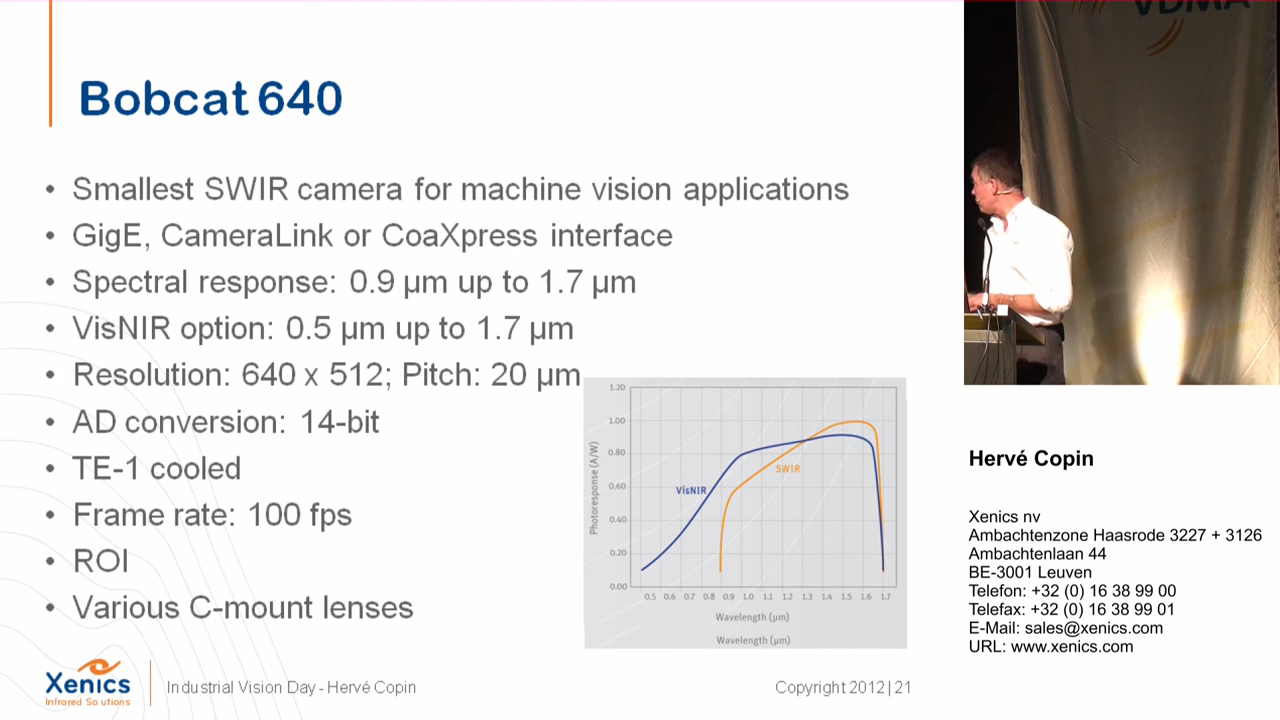 Bobcat 640
• Smallest SWIR camera for machine vision applications
• GigE, CameraLink or CoaXpress interface
• Spectral response: 0.9 µm up to 1.7 µm
• VisNIR option: 0.5 µm up to 1.7 µm
• Resolution: 640 x 512; Pitch: 20 µm
• AD conversion: 14-bit
• TE-1 cooled
• Frame rate: 100 fps
• ROI
• Various C-mount lenses
1.20
1.00
0.80
0.60
0.40
0.20
0.00
Photoresponse (A/W)
VisNIR
SWIR
0.5 0.6 0.7 0.8 0.9 1.0 1.1 1.2 1.3 1.4 1.5 1.6 1.7
Wavelength (µm)
Wavelength (µm)
Xenics
Infrared Solutions
Industrial Vision Day - Hervé Copin
Copyright 2012 | 21
VDMA
Hervé Copin
Xenics nv
Ambachtenzone Haasrode 3227 + 3126
Ambachtenlaan 44
BE-3001 Leuven
Telefon: +32 (0) 16 38 99 00
Telefax: +32 (0) 16 38 99 01
E-Mail: sales@xenics.com
URL: www.xenics.com